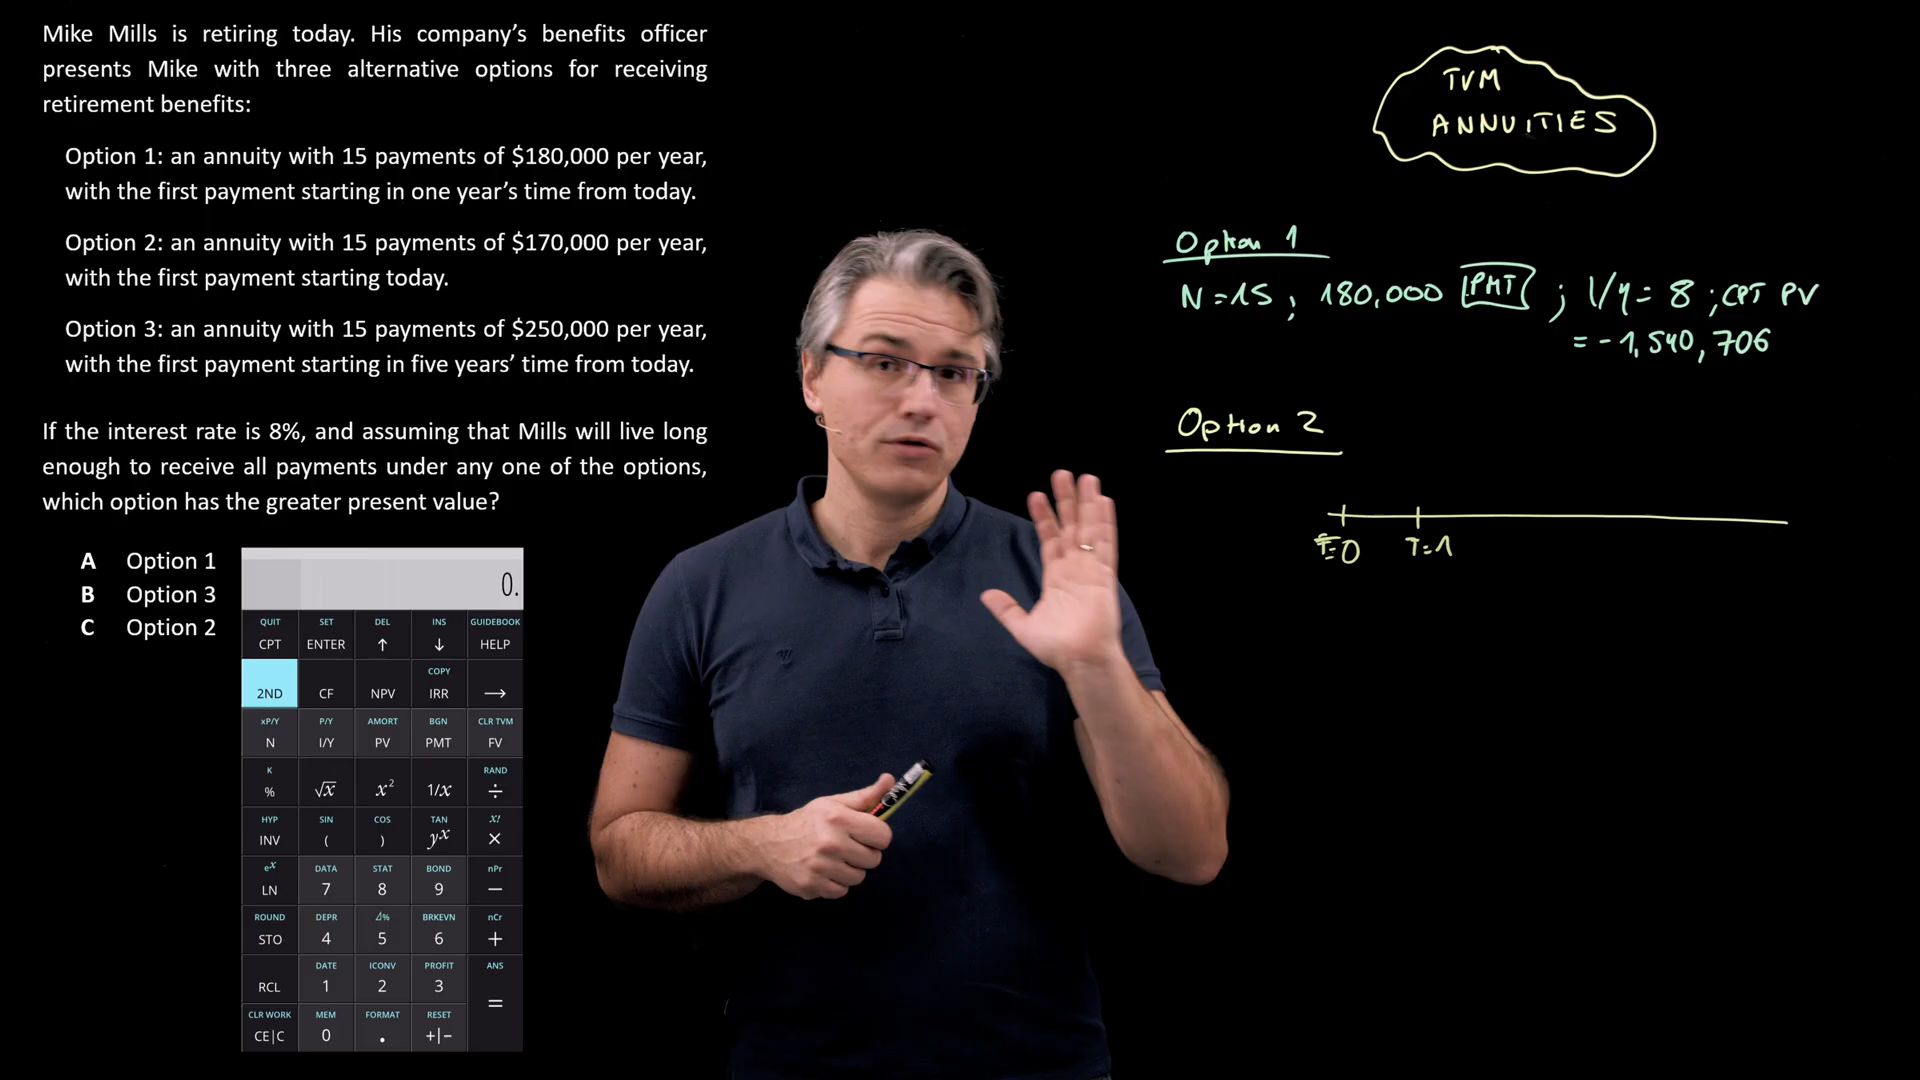 Mike Mills is retiring today. His company's benefits officer
presents Mike with three alternative options for receiving
retirement benefits:
Option 1: an annuity with 15 payments of $180,000 per year,
with the first payment starting in one year's time from today.
Option 2: an annuity with 15 payments of $170,000 per year,
with the first payment starting today.
Option 3: an annuity with 15 payments of $250,000 per year,
with the first payment starting in five years' time from today.
If the interest rate is 8%, and assuming that Mills will live long
enough to receive all payments under any one of the options,
which option has the greater present value?
A Option 1
B Option 3
C Option 2
0.
QUIT SET DEL INS GUIDEBOOK
CPT ENTER ↑ ↓ HELP
COPY
2ND CF NPV IRR →
xP/Y P/Y AMORT BGN CLR TVM
N I/Y PV PMT FV
K RAND
% √x x² 1/x ÷
HYP SIN COS TAN x!
INV ( ) yˣ ×
eˣ DATA STAT BOND nPr
LN 7 8 9 −
ROUND DEPR Δ% BRKEVN nCr
STO 4 5 6 +
DATE ICONV PROFIT ANS
RCL 1 2 3 =
CLR WORK MEM FORMAT RESET
CE|C 0 . +|−
TVM
ANNUITIES
Option 1
N=15; 180,000 PMT; I/Y=8; CPT PV
=-1,540,706
Option 2
T=0 T=1